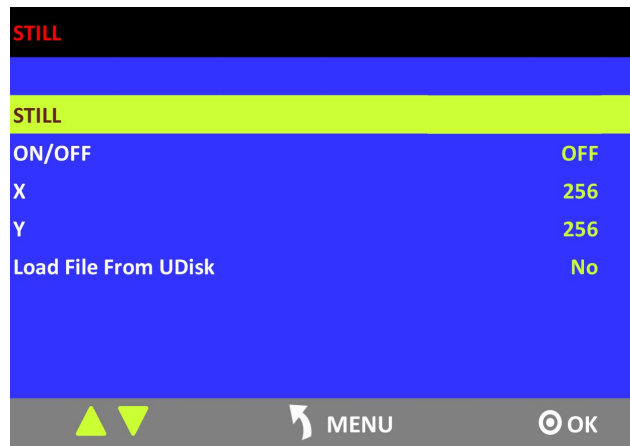 STILL
STILL
ON/OFF OFF
X 256
Y 256
Load File From UDisk No
MENU OK